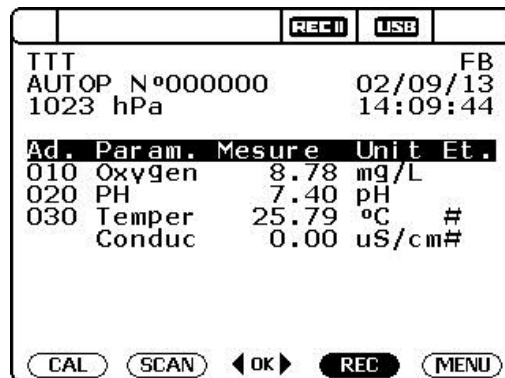 REC II USB
TTT FB
AUTOP Nº000000 02/09/13
1023 hPa 14:09:44
Ad. Param. Mesure Unit Et.
010 Oxygen 8.78 mg/L
020 PH 7.40 pH
030 Temper 25.79 ºC #
Conduc 0.00 uS/cm#
CAL SCAN OK REC MENU